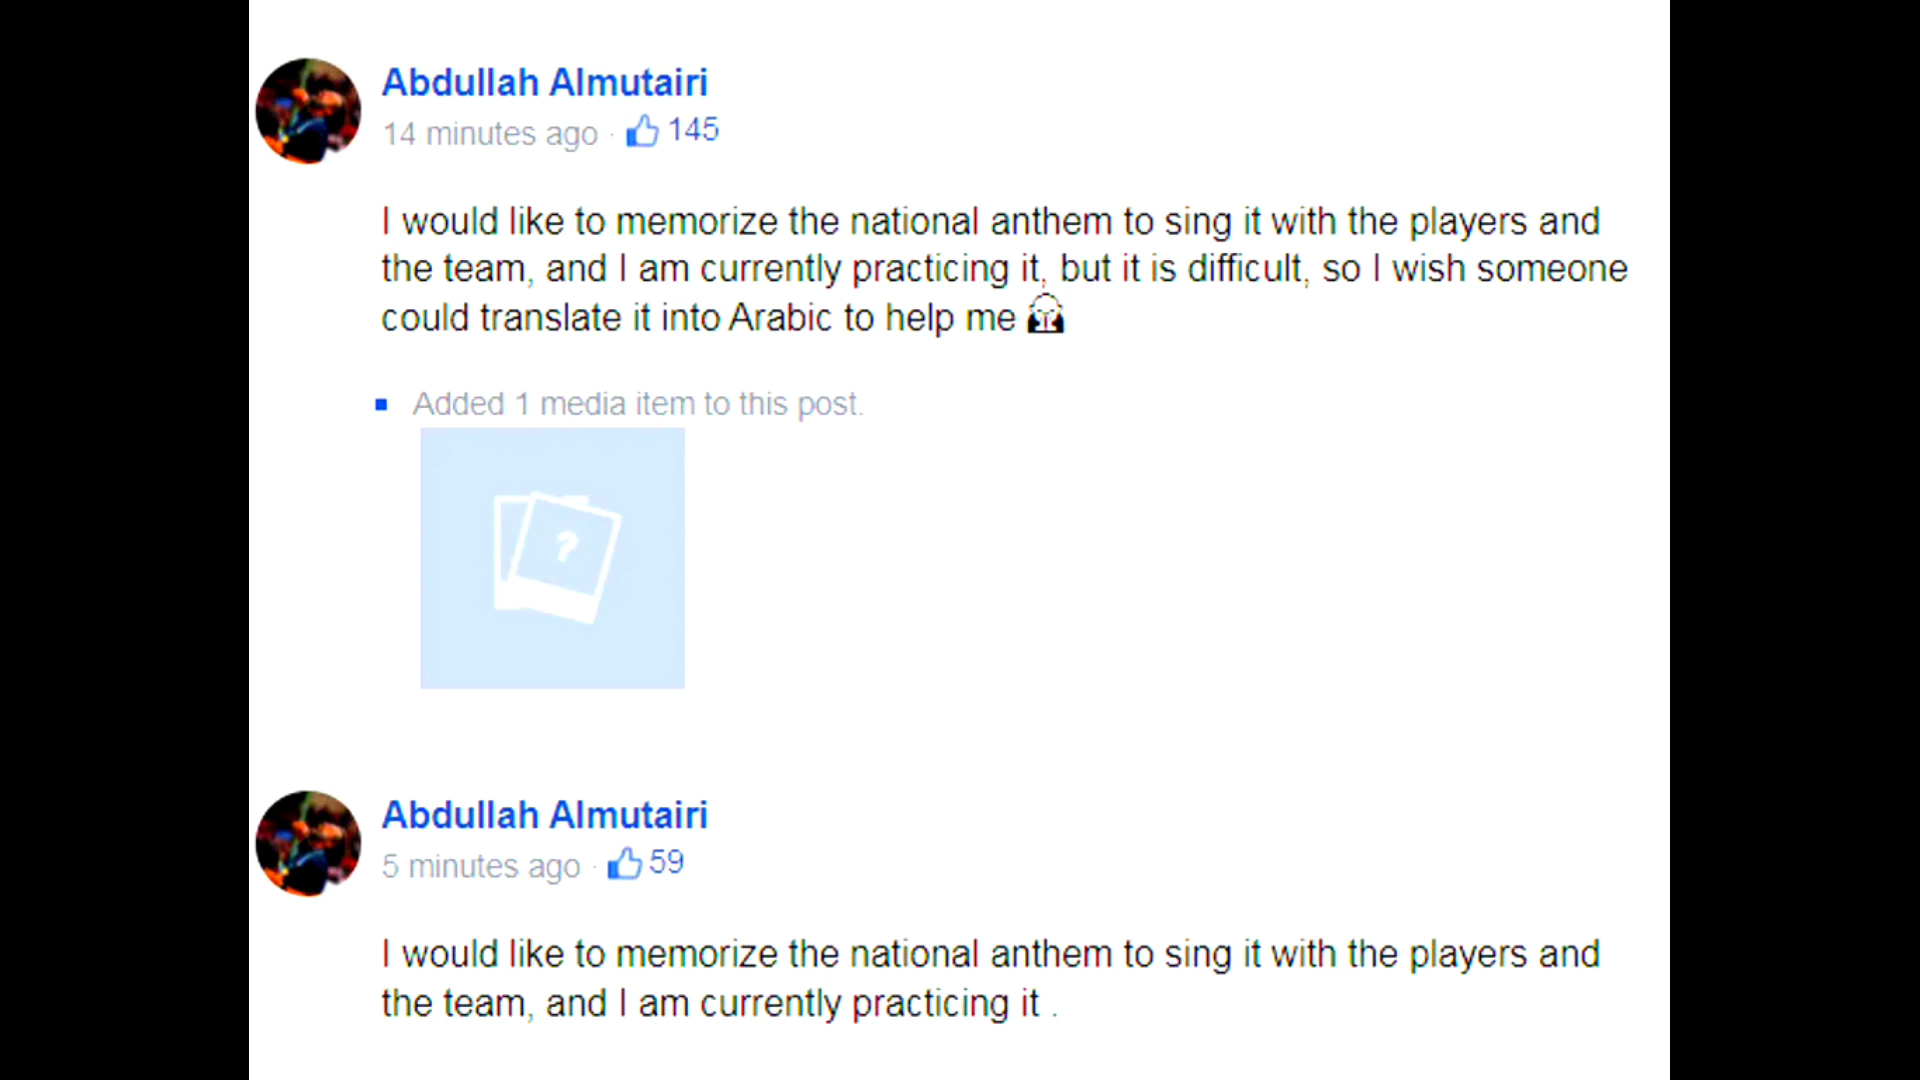 Abdullah Almutairi
14 minutes ago · 145
I would like to memorize the national anthem to sing it with the players and
the team, and I am currently practicing it, but it is difficult, so I wish someone
could translate it into Arabic to help me
Added 1 media item to this post.
?
Abdullah Almutairi
5 minutes ago · 59
I would like to memorize the national anthem to sing it with the players and
the team, and I am currently practicing it .